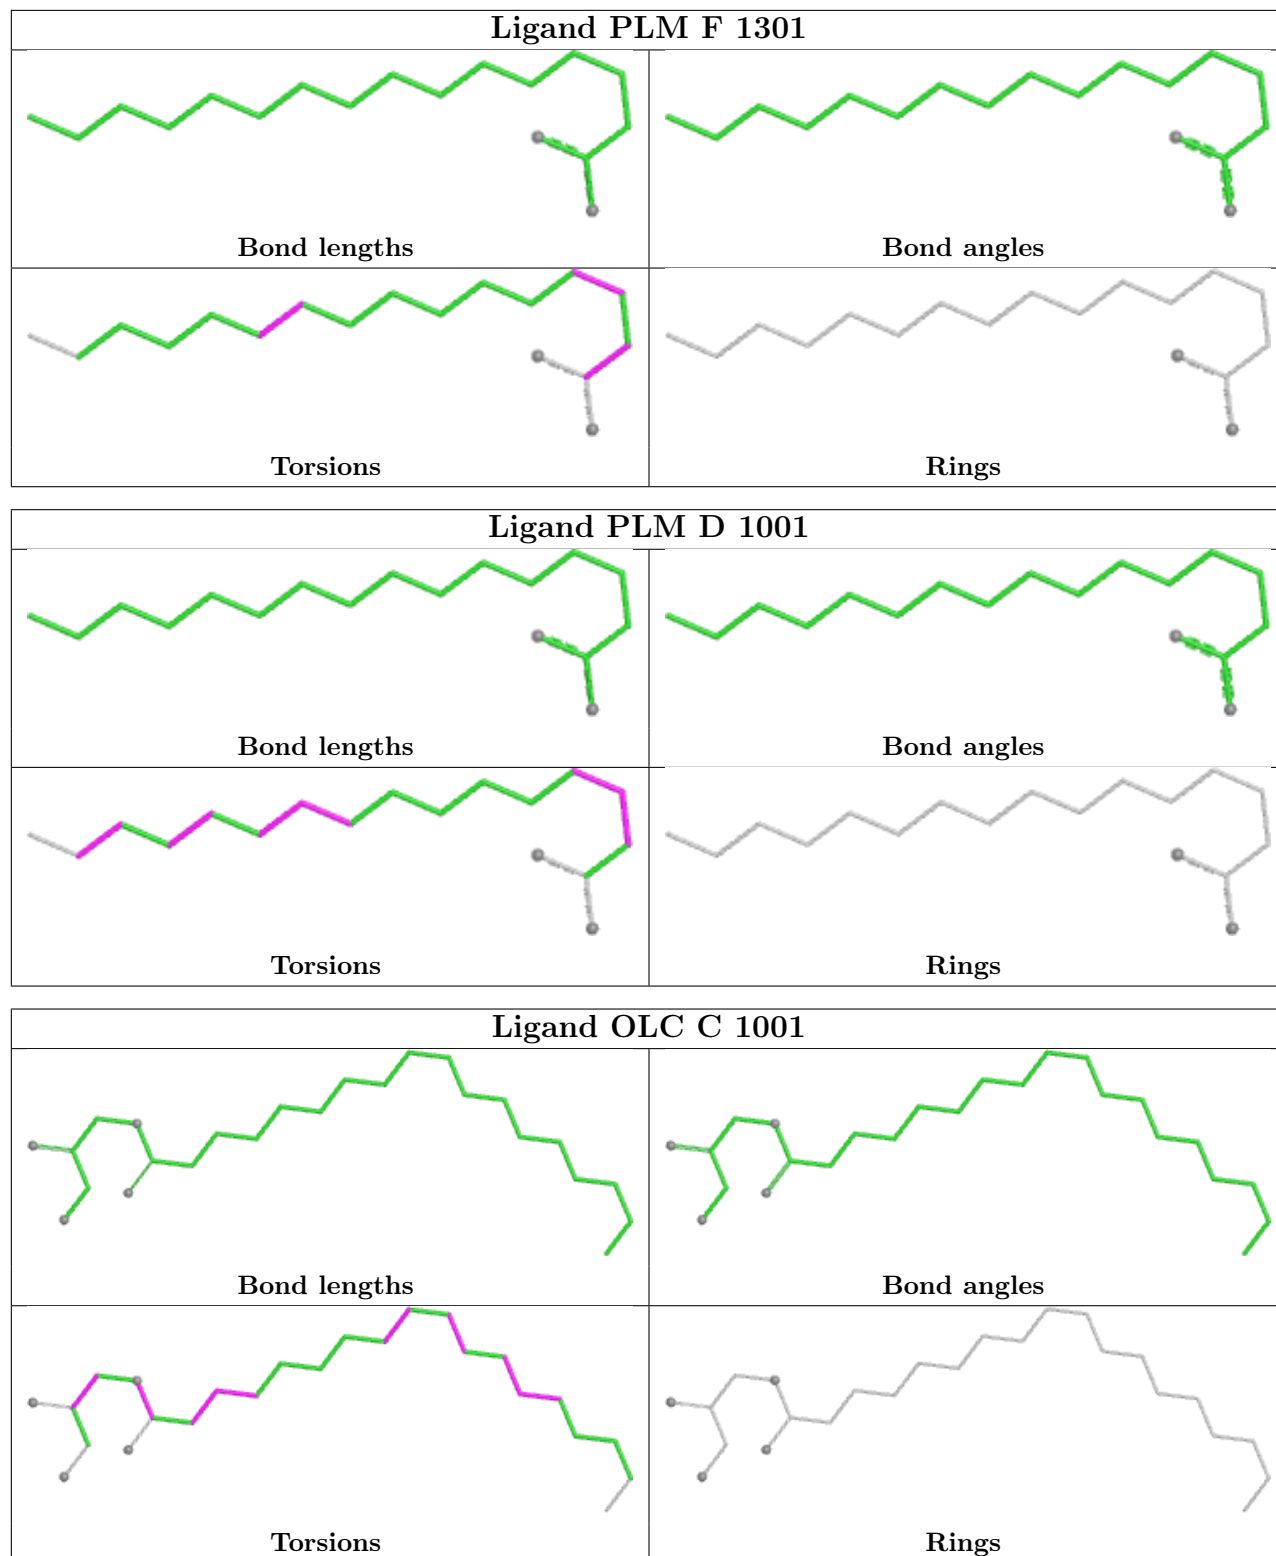 Ligand PLM F 1301
Bond lengths
Bond angles
Torsions
Rings
Ligand PLM D 1001
Bond lengths
Bond angles
Torsions
Rings
Ligand OLC C 1001
Bond lengths
Bond angles
Torsions
Rings